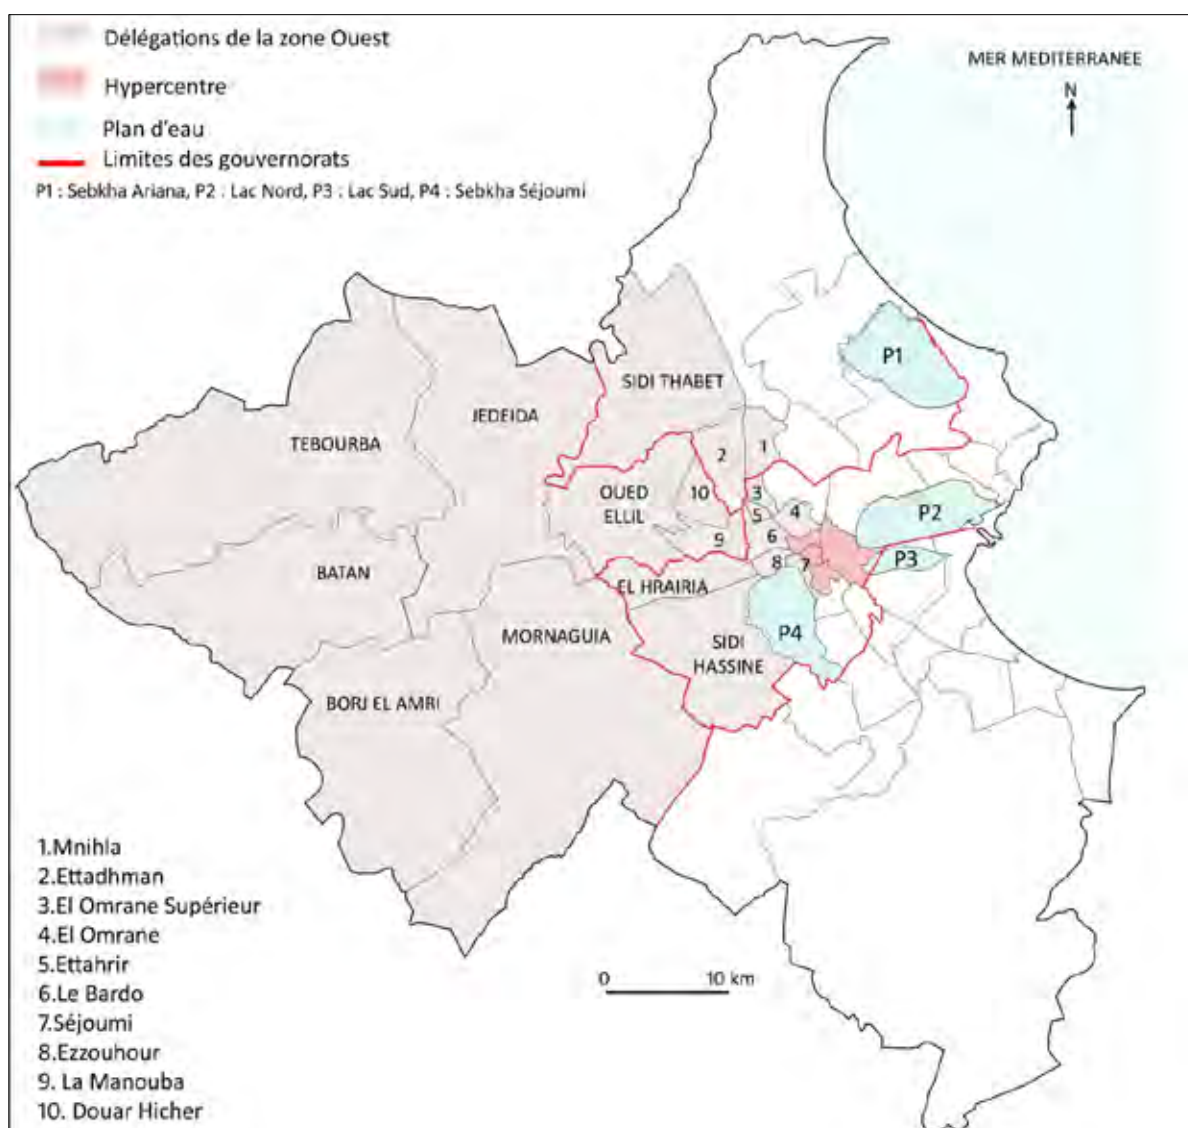 Délégations de la zone Ouest
Hypercentre
Plan d'eau
Limites des gouvernorats
P1 : Sebkha Ariana, P2 : Lac Nord, P3 : Lac Sud, P4 : Sebkha Séjoumi
MER MEDITERRANEE
N
P1
SIDI THABET
JEDEIDA
TEBOURBA
1
2
OUED
ELLIL
10
3
4
P2
5
6
9
8
7
P3
BATAN
EL HRAIRIA
MORNAGUIA
SIDI
HASSINE
P4
BORJ EL AMRI
1.Mnihla
2.Ettadhman
3.El Omrane Supérieur
4.El Omrane
5.Ettahrir
6.Le Bardo
7.Séjoumi
8.Ezzouhour
9. La Manouba
10. Douar Hicher
0 10 km